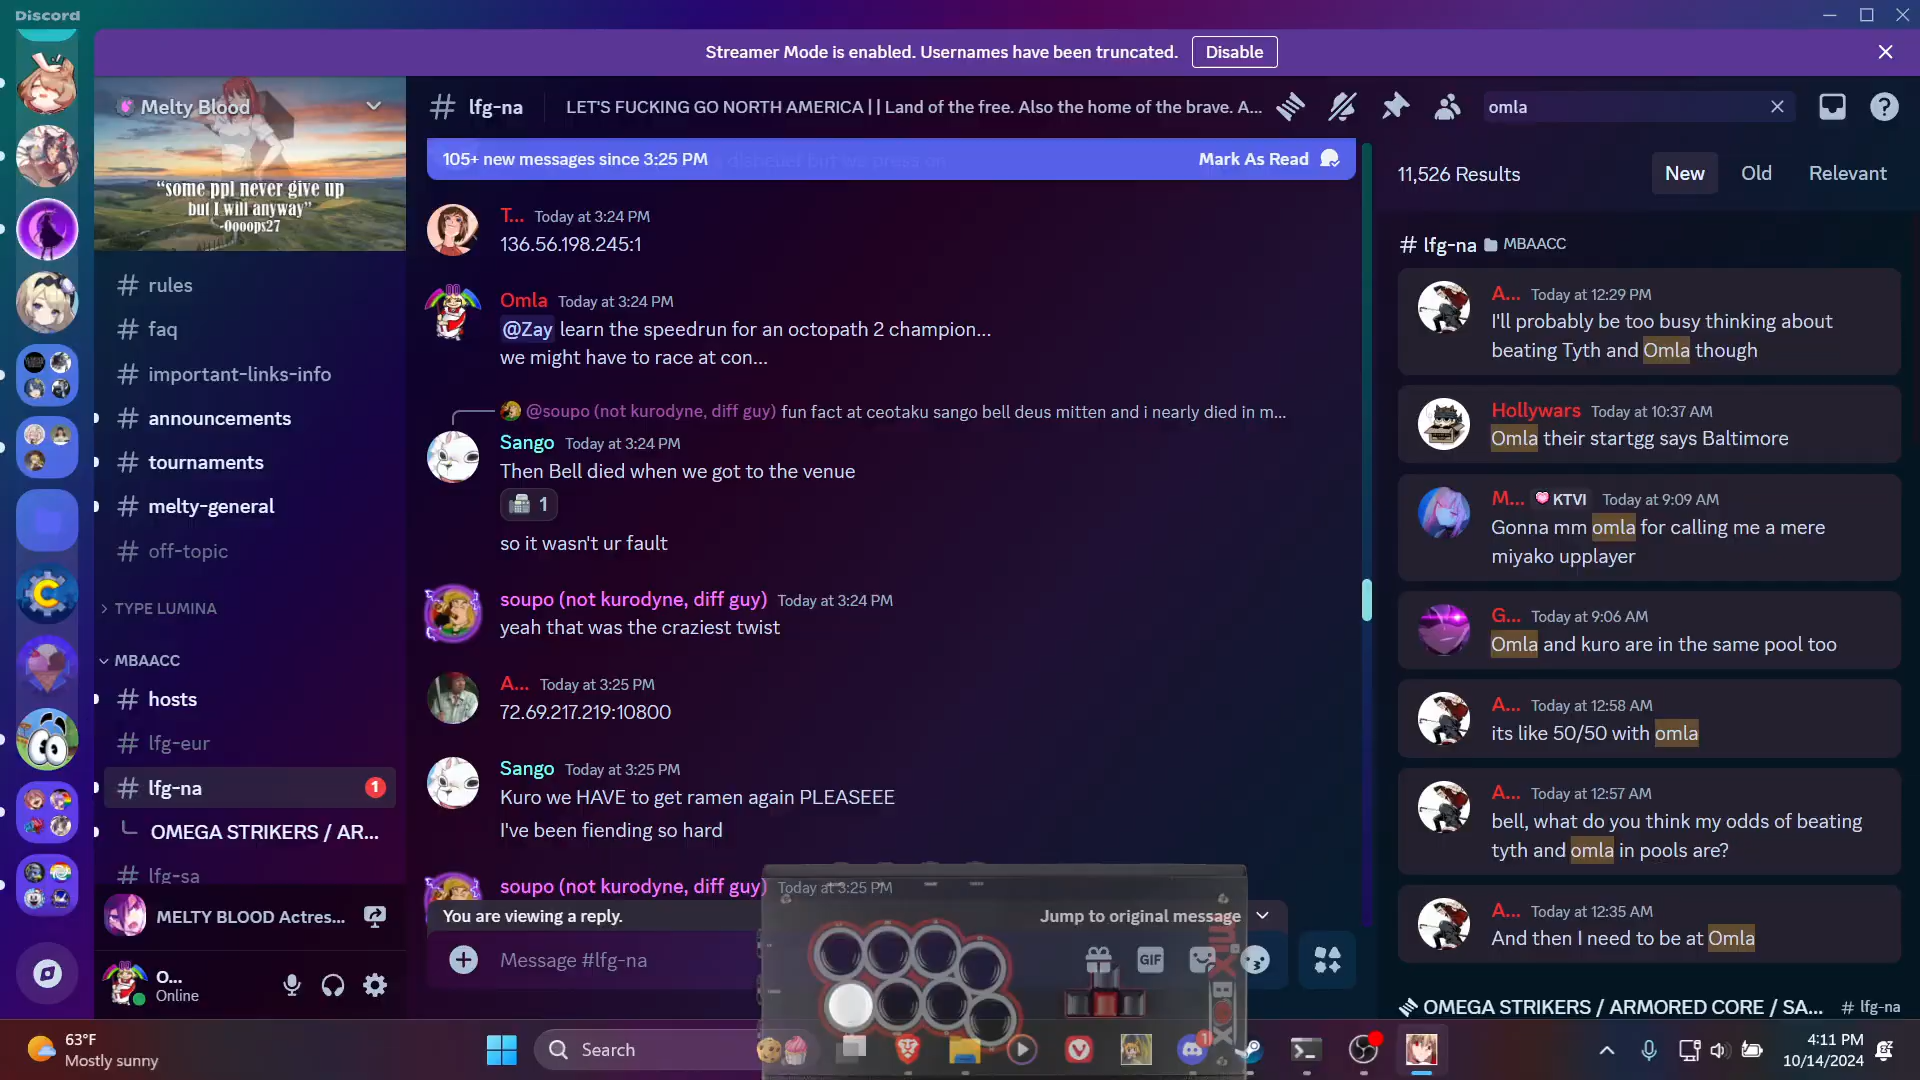 Discord
Streamer Mode is enabled. Usernames have been truncated.
Disable
Melty Blood
"some ppl never give up
but I will anyway"
-Oooops27
rules
faq
important-links-info
announcements
tournaments
melty-general
off-topic
TYPE LUMINA
MBAACC
hosts
lfg-eur
lfg-na
1
OMEGA STRIKERS / AR...
lfg-sa
MELTY BLOOD Actres...
O...
Online
# lfg-na
LET'S FUCKING GO NORTH AMERICA || Land of the free. Also the home of the brave. A...
omla
105+ new messages since 3:25 PM
Mark As Read
T... Today at 3:24 PM
136.56.198.245:1
Omla Today at 3:24 PM
@Zay learn the speedrun for an octopath 2 champion...
we might have to race at con...
@soupo (not kurodyne, diff guy) fun fact at ceotaku sango bell deus mitten and i nearly died in m...
Sango Today at 3:24 PM
Then Bell died when we got to the venue
1
so it wasn't ur fault
soupo (not kurodyne, diff guy) Today at 3:24 PM
yeah that was the craziest twist
A... Today at 3:25 PM
72.69.217.219:10800
Sango Today at 3:25 PM
Kuro we HAVE to get ramen again PLEASEEE
I've been fiending so hard
soupo (not kurodyne, diff guy) Today at 3:25 PM
You are viewing a reply.
Jump to original message
Message #lfg-na
GIF
11,526 Results
New
Old
Relevant
# lfg-na MBAACC
A... Today at 12:29 PM
I'll probably be too busy thinking about
beating Tyth and Omla though
Hollywars Today at 10:37 AM
Omla their startgg says Baltimore
M... KTVI Today at 9:09 AM
Gonna mm omla for calling me a mere
miyako upplayer
G... Today at 9:06 AM
Omla and kuro are in the same pool too
A... Today at 12:58 AM
its like 50/50 with omla
A... Today at 12:57 AM
bell, what do you think my odds of beating
tyth and omla in pools are?
A... Today at 12:35 AM
And then I need to be at Omla
OMEGA STRIKERS / ARMORED CORE / SA... # lfg-na
63°F
Mostly sunny
Search
1
4:11 PM
10/14/2024